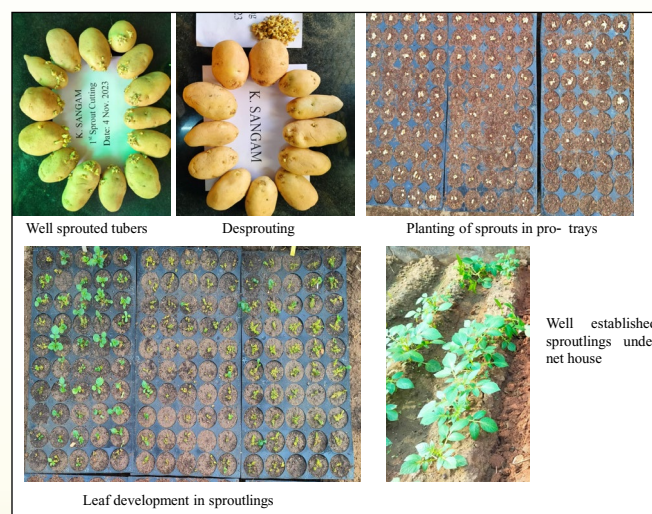 K. SANGAM
1st Sprout Cutting
Date: 4 Nov. 2023
23
K. SANGAM
Well sprouted tubers
Desprouting
Planting of sprouts in pro- trays
Well established
sproutlings unde
net house
Leaf development in sproutlings